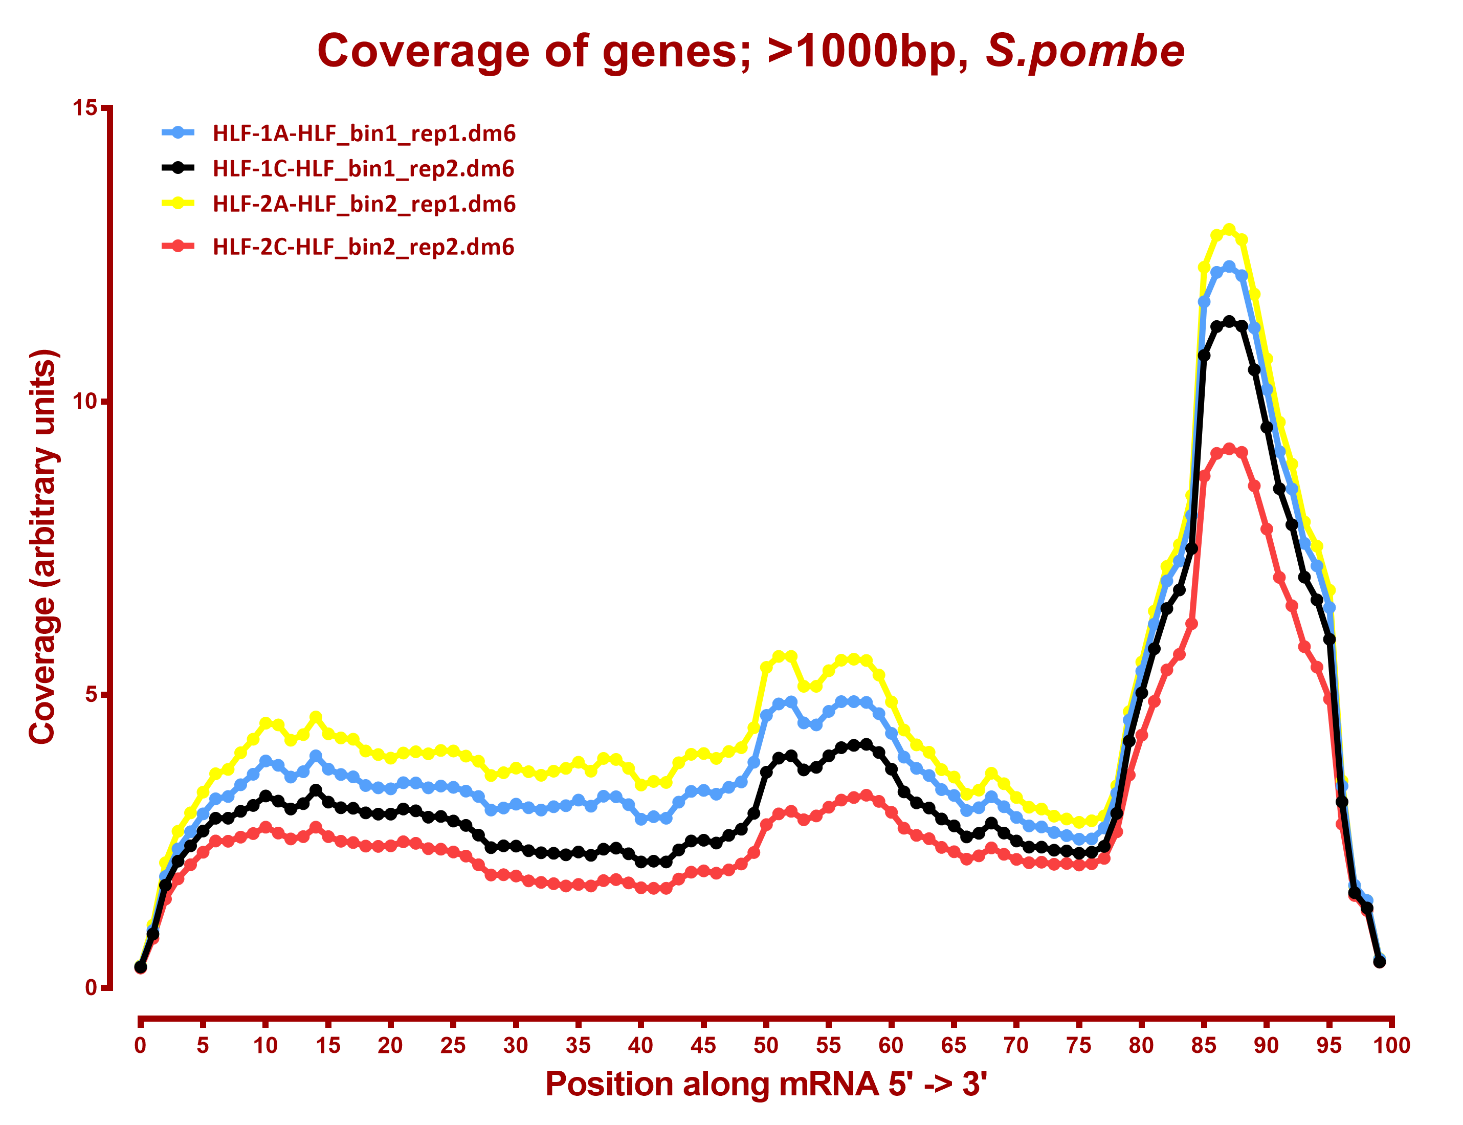 Coverage of genes; >1000bp, S.pombe
15
HLF-1A-HLF_bin1_rep1.dm6
HLF-1C-HLF_bin1_rep2.dm6
HLF-2A-HLF_bin2_rep1.dm6
HLF-2C-HLF_bin2_rep2.dm6
10
Coverage (arbitrary units)
5
0
0 5 10 15 20 25 30 35 40 45 50 55 60 65 70 75 80 85 90 95 100
Position along mRNA 5' -> 3'